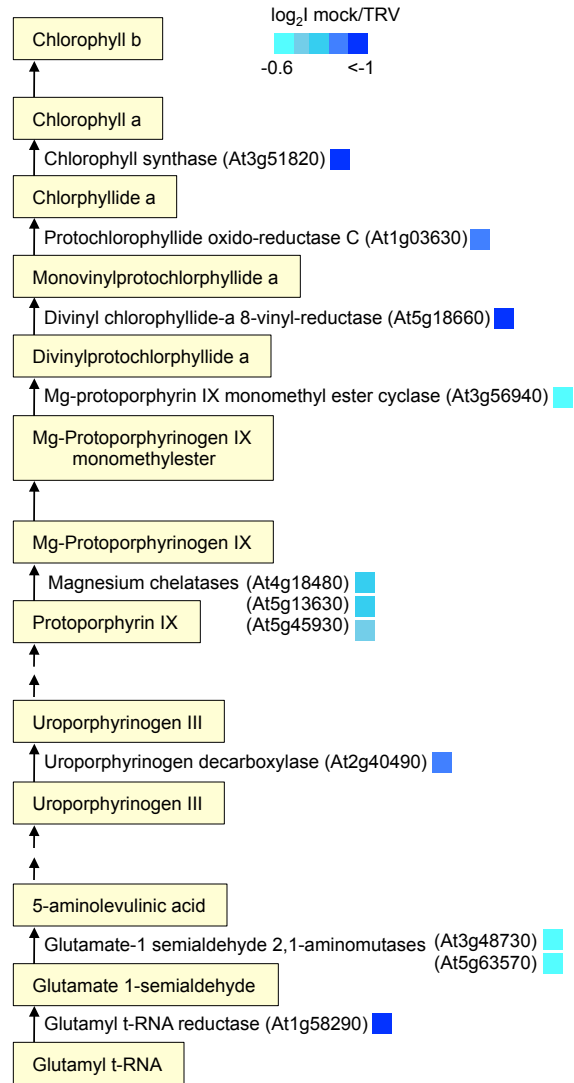 log₂I mock/TRV
-0.6 <-1
Chlorophyll b
Chlorophyll a
Chlorophyll synthase (At3g51820)
Chlorphyllide a
Protochlorophyllide oxido-reductase C (At1g03630)
Monovinylprotochlorphyllide a
Divinyl chlorophyllide-a 8-vinyl-reductase (At5g18660)
Divinylprotochlorphyllide a
Mg-protoporphyrin IX monomethyl ester cyclase (At3g56940)
Mg-Protoporphyrinogen IX
monomethylester
Mg-Protoporphyrinogen IX
Magnesium chelatases (At4g18480)
(At5g13630)
(At5g45930)
Protoporphyrin IX
Uroporphyrinogen III
Uroporphyrinogen decarboxylase (At2g40490)
Uroporphyrinogen III
5-aminolevulinic acid
Glutamate-1 semialdehyde 2,1-aminomutases (At3g48730)
(At5g63570)
Glutamate 1-semialdehyde
Glutamyl t-RNA reductase (At1g58290)
Glutamyl t-RNA